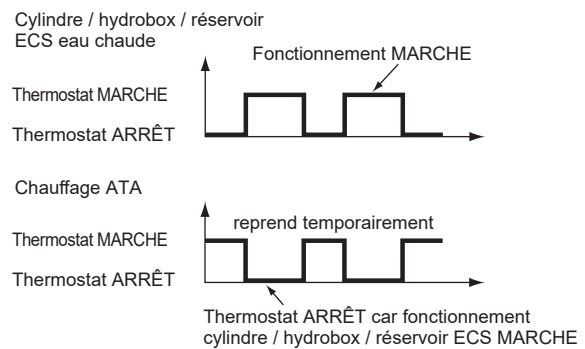 Cylindre / hydrobox / réservoir
ECS eau chaude
Fonctionnement MARCHE
Thermostat MARCHE
Thermostat ARRÊT
Chauffage ATA
reprend temporairement
Thermostat MARCHE
Thermostat ARRÊT
Thermostat ARRÊT car fonctionnement
cylindre / hydrobox / réservoir ECS MARCHE